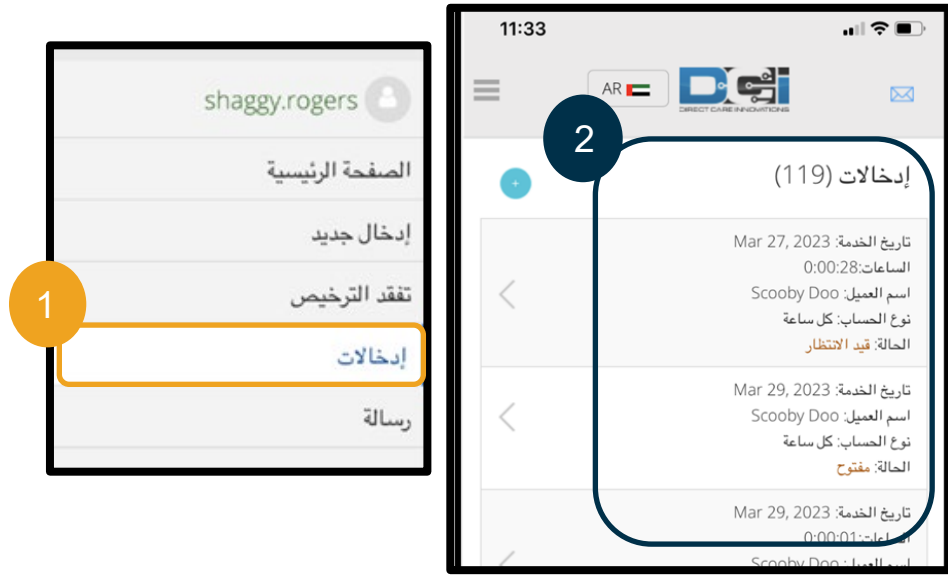 shaggy.rogers
الصفحة الرئيسية
إدخال جديد
تفقد الترخيص
1
إدخالات
رسالة
11:33
AR
DCI
DIRECT CARE INNOVATIONS
2
إدخالات (119)
+
تاريخ الخدمة: Mar 27, 2023
الساعات:0:00:28
اسم العميل: Scooby Doo
نوع الحساب: كل ساعة
الحالة: قيد الانتظار
تاريخ الخدمة: Mar 29, 2023
اسم العميل: Scooby Doo
نوع الحساب: كل ساعة
الحالة: مفتوح
تاريخ الخدمة: Mar 29, 2023
الساعات:0:00:01
اسم العميل: Scooby Doo